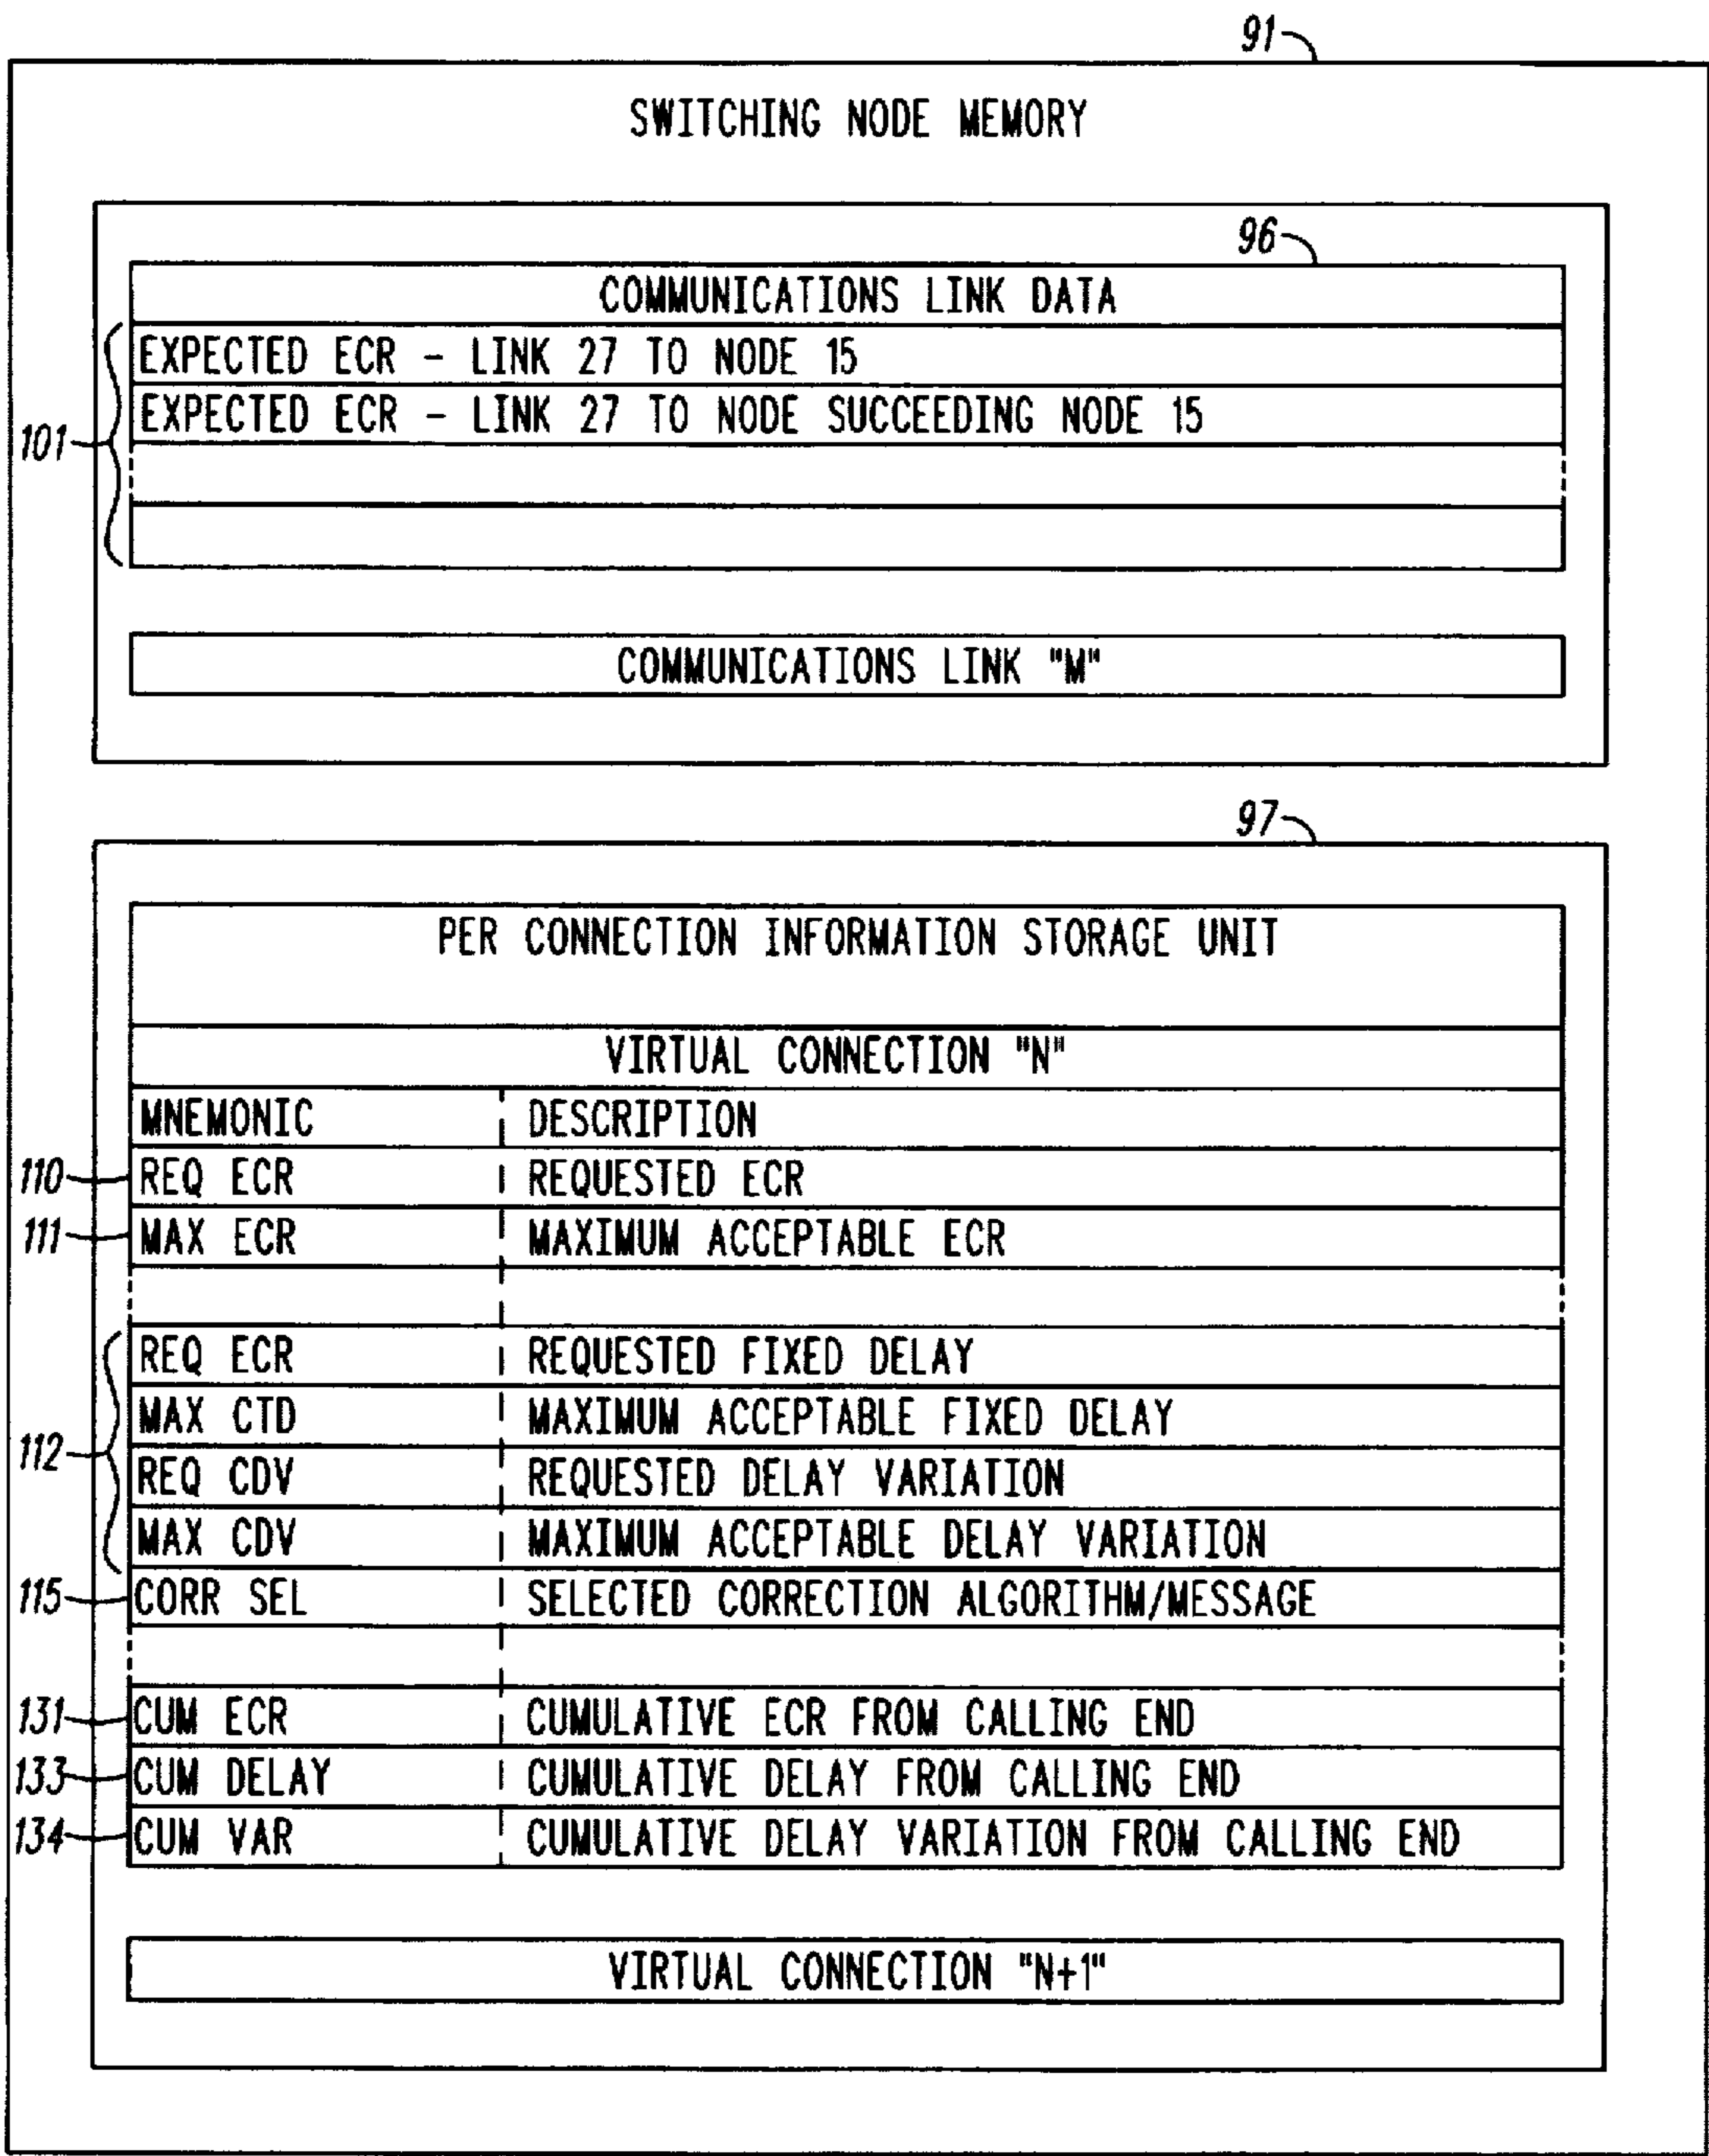 91
SWITCHING NODE MEMORY
96
COMMUNICATIONS LINK DATA
EXPECTED ECR - LINK 27 TO NODE 15
EXPECTED ECR - LINK 27 TO NODE SUCCEEDING NODE 15
101
COMMUNICATIONS LINK "M"
97
PER CONNECTION INFORMATION STORAGE UNIT
VIRTUAL CONNECTION "N"
MNEMONIC DESCRIPTION
110 REQ ECR REQUESTED ECR
111 MAX ECR MAXIMUM ACCEPTABLE ECR
REQ ECR REQUESTED FIXED DELAY
MAX CTD MAXIMUM ACCEPTABLE FIXED DELAY
112
REQ CDV REQUESTED DELAY VARIATION
MAX CDV MAXIMUM ACCEPTABLE DELAY VARIATION
115 CORR SEL SELECTED CORRECTION ALGORITHM/MESSAGE
131 CUM ECR CUMULATIVE ECR FROM CALLING END
133 CUM DELAY CUMULATIVE DELAY FROM CALLING END
134 CUM VAR CUMULATIVE DELAY VARIATION FROM CALLING END
VIRTUAL CONNECTION "N+1"